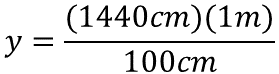 y = (1440cm)(1m) / 100cm